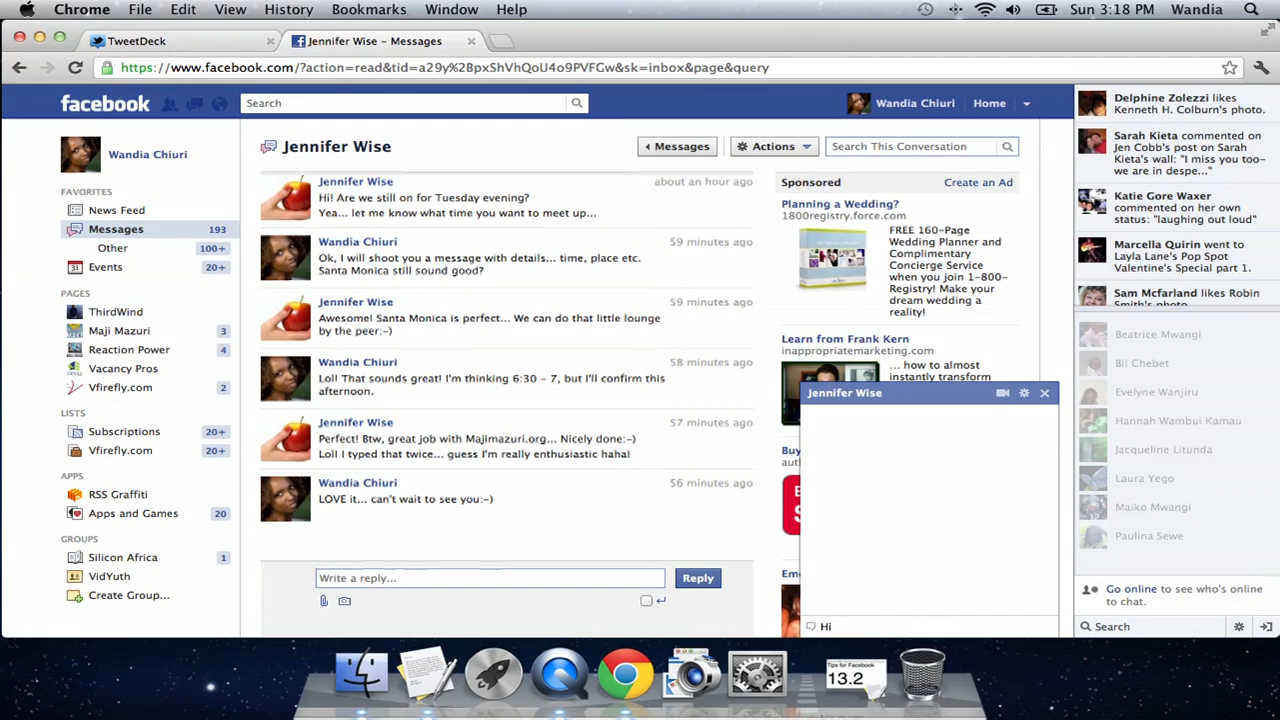 Chrome File Edit View History Bookmarks Window Help Sun 3:18 PM Wandia
TweetDeck
Jennifer Wise – Messages
https://www.facebook.com/?action=read&tid=a29y%2BpxShVhQoU4o9PVFGw&sk=inbox&page&query
facebook
Search
Wandia Chiuri Home
Wandia Chiuri
FAVORITES
News Feed
Messages 193
Other 100+
Events 20+
PAGES
ThirdWind
Maji Mazuri 3
Reaction Power 4
Vacancy Pros
Vfirefly.com 2
LISTS
Subscriptions 20+
Vfirefly.com 20+
APPS
RSS Graffiti
Apps and Games 20
GROUPS
Silicon Africa 1
VidYuth
Create Group...
Jennifer Wise
Messages
Actions
Search This Conversation
Jennifer Wise about an hour ago
Hi! Are we still on for Tuesday evening?
Yea... let me know what time you want to meet up...
Wandia Chiuri 59 minutes ago
Ok, I will shoot you a message with details... time, place etc.
Santa Monica still sound good?
Jennifer Wise 59 minutes ago
Awesome! Santa Monica is perfect... We can do that little lounge
by the peer:-)
Wandia Chiuri 58 minutes ago
Lol! That sounds great! I'm thinking 6:30 – 7, but I'll confirm this
afternoon.
Jennifer Wise 57 minutes ago
Perfect! Btw, great job with Majimazuri.org... Nicely done:-)
Loll I typed that twice... guess I'm really enthusiastic haha!
Wandia Chiuri 56 minutes ago
LOVE it... can't wait to see you:-)
Write a reply...
Reply
Sponsored Create an Ad
Planning a Wedding?
1800registry.force.com
FREE 160-Page
Wedding Planner and
Complimentary
Concierge Service
when you join 1-800-
Registry! Make your
dream wedding a
reality!
Learn from Frank Kern
inappropriatemarketing.com
... how to almost
instantly transform
Jennifer Wise
Hi
Delphine Zolezzi likes
Kenneth H. Colburn's photo.
Sarah Kieta commented on
Jen Cobb's post on Sarah
Kieta's wall: "I miss you too-
we are in despe..."
Katie Gore Waxer
commented on her own
status: "laughing out loud"
Marcella Quirin went to
Layla Lane's Pop Spot
Valentine's Special part 1.
Sam Mcfarland likes Robin
Smith's photo
Beatrice Mwangi
Bii Chebet
Evelyne Wanjiru
Hannah Wambui Kamau
Jacqueline Litunda
Laura Yego
Maiko Mwangi
Paulina Sewe
Go online to see who's online
to chat.
Search
Tips for Facebook
13.2